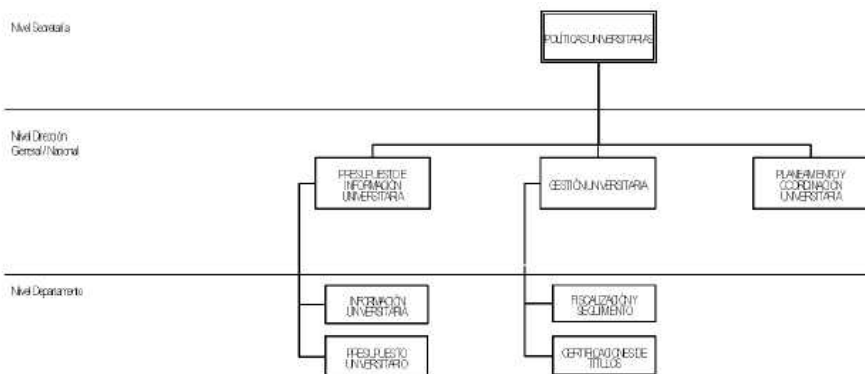 Nivel Secretaría
POLÍTICAS UNIVERSITARIAS
Nivel Dirección
General / Nacional
PRESUPUESTO E
INFORMACIÓN
UNIVERSITARIA
GESTIÓN UNIVERSITARIA
PLANEAMIENTO Y
COORDINACIÓN
UNIVERSITARIA
Nivel Departamento
INFORMACIÓN
UNIVERSITARIA
FISCALIZACIÓN Y
SEGUIMIENTO
PRESUPUESTO
UNIVERSITARIO
CERTIFICACIONES DE
TÍTULOS